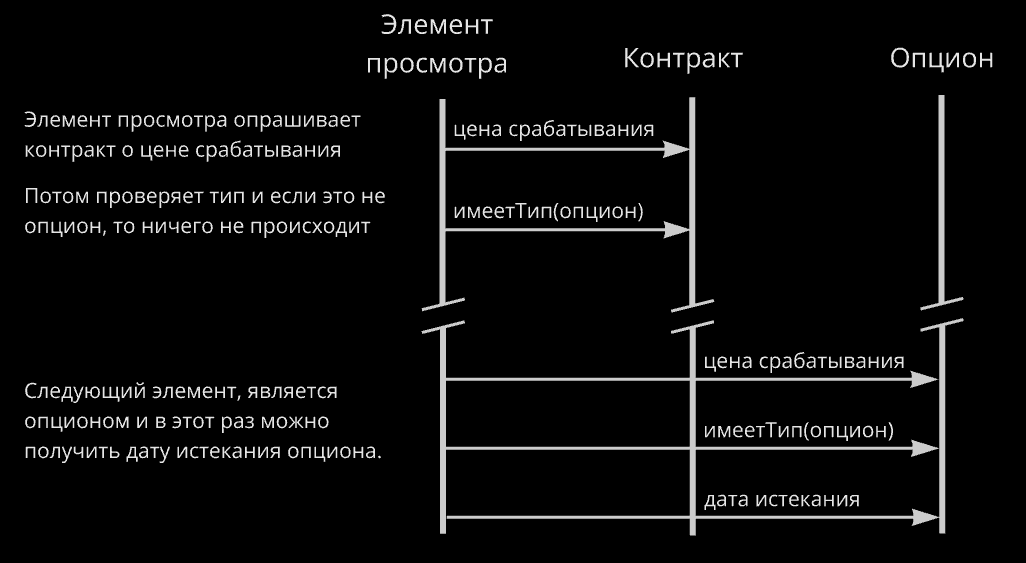 Элемент
просмотра
Контракт
Опцион
Элемент просмотра опрашивает
контракт о цене срабатывания
цена срабатывания
Потом проверяет тип и если это не
опцион, то ничего не происходит
имеетТип(опцион)
цена срабатывания
Следующий элемент, является
опционом и в этот раз можно
получить дату истекания опциона.
имеетТип(опцион)
дата истекания